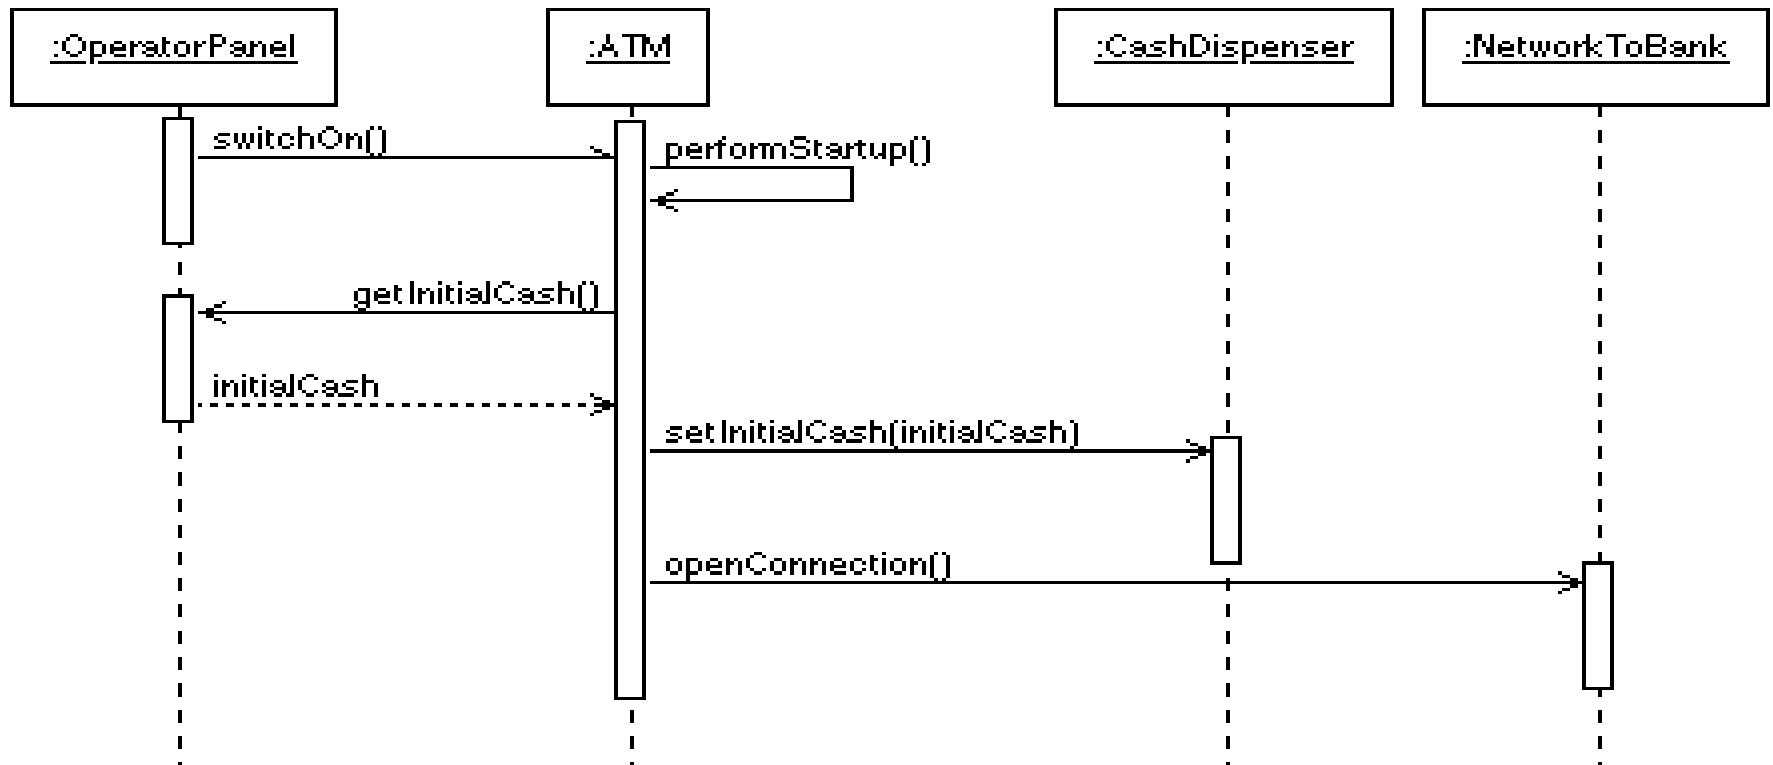 :OperatorPanel
:ATM
:CashDispenser
:NetworkToBank
switchOn()
performStartup()
getInitialCash()
initialCash
setInitialCash(initialCash)
openConnection()